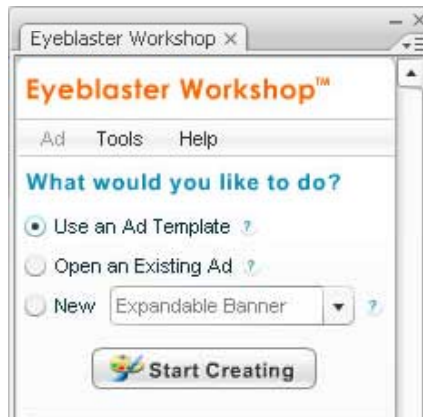 Eyeblaster Workshop ×
Eyeblaster Workshop™
Ad Tools Help
What would you like to do?
Use an Ad Template ?
Open an Existing Ad ?
New Expandable Banner ?
Start Creating